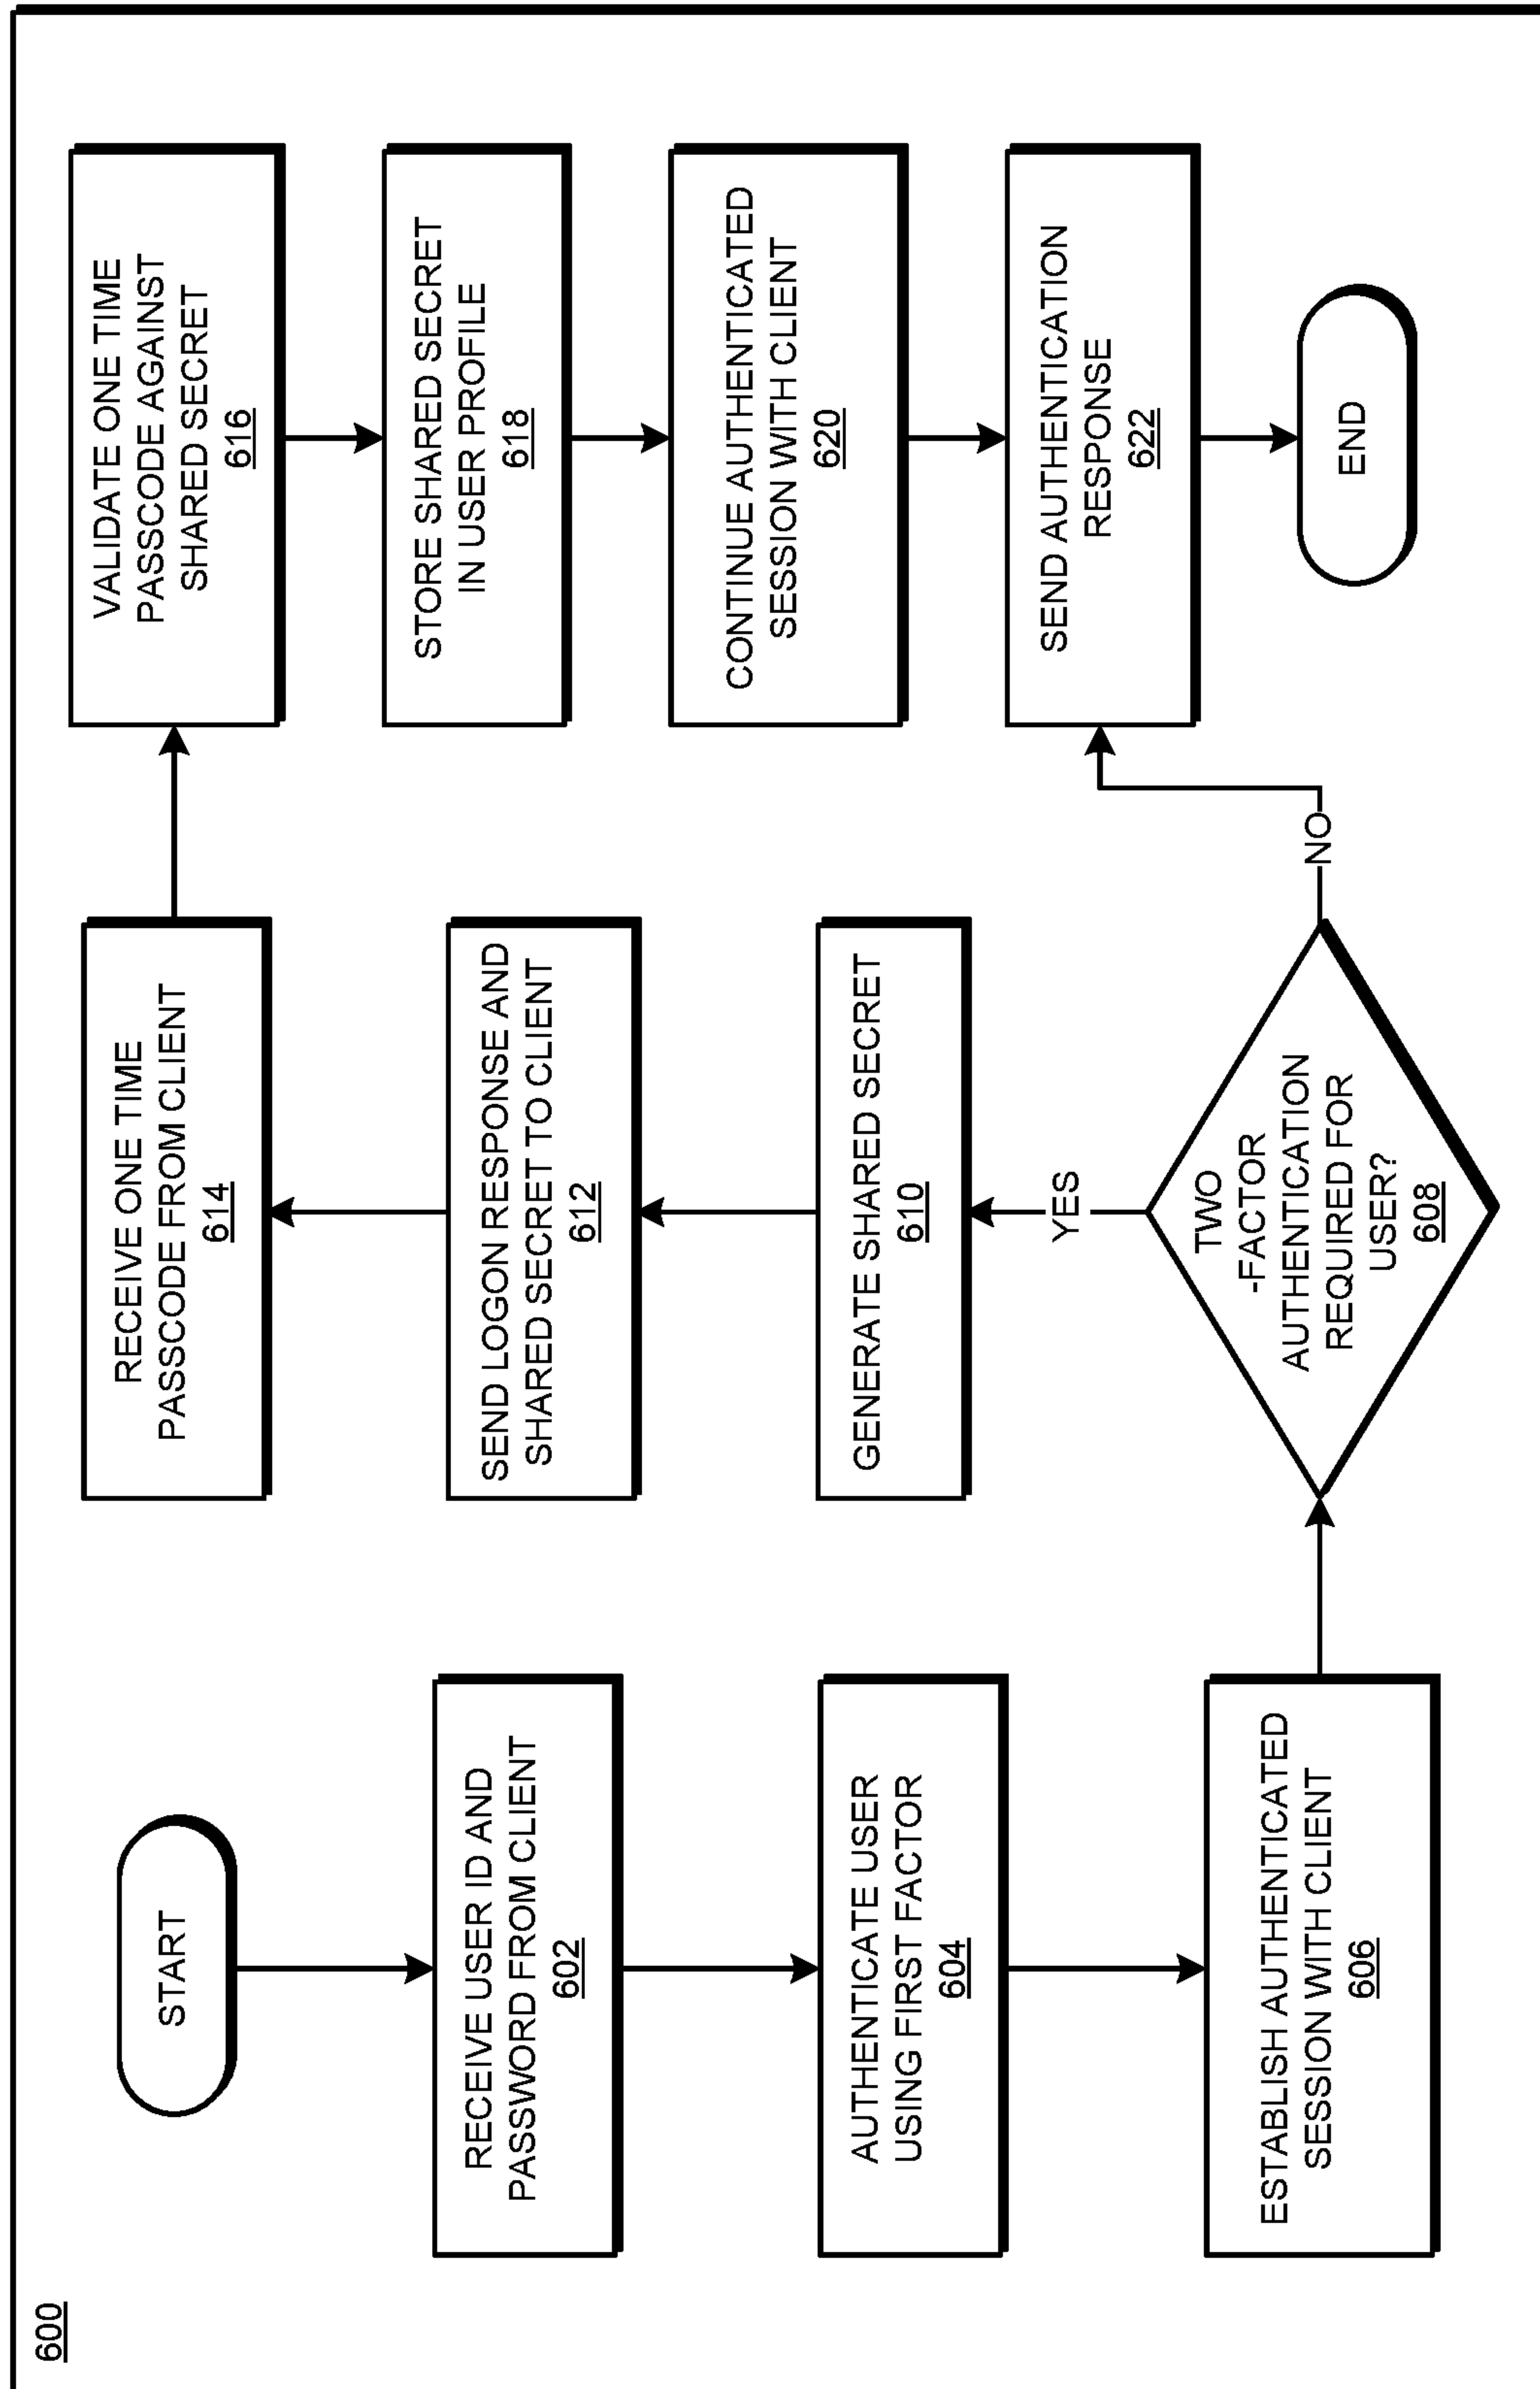 600
START
RECEIVE USER ID AND
PASSWORD FROM CLIENT
602
AUTHENTICATE USER
USING FIRST FACTOR
604
ESTABLISH AUTHENTICATED
SESSION WITH CLIENT
606
TWO
-FACTOR
AUTHENTICATION
REQUIRED FOR
USER?
608
YES
NO
GENERATE SHARED SECRET
610
SEND LOGON RESPONSE AND
SHARED SECRET TO CLIENT
612
RECEIVE ONE TIME
PASSCODE FROM CLIENT
614
VALIDATE ONE TIME
PASSCODE AGAINST
SHARED SECRET
616
STORE SHARED SECRET
IN USER PROFILE
618
CONTINUE AUTHENTICATED
SESSION WITH CLIENT
620
SEND AUTHENTICATION
RESPONSE
622
END